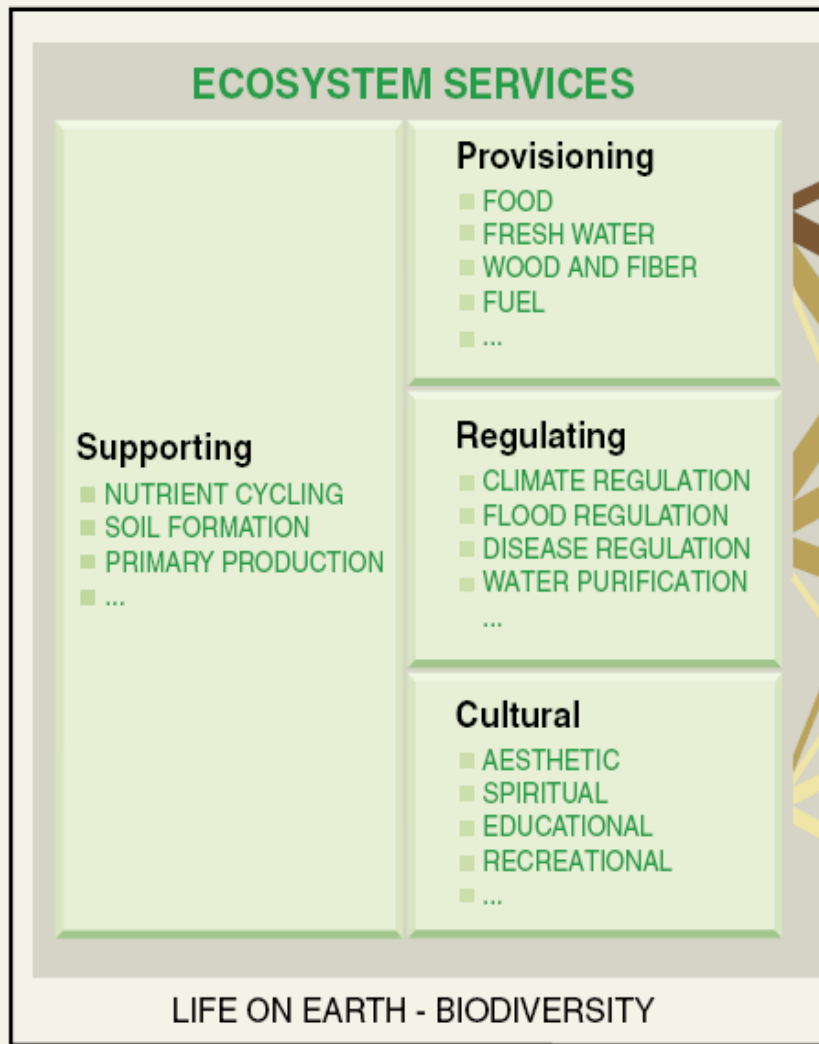 ECOSYSTEM SERVICES
Supporting
NUTRIENT CYCLING
SOIL FORMATION
PRIMARY PRODUCTION
...
Provisioning
FOOD
FRESH WATER
WOOD AND FIBER
FUEL
...
Regulating
CLIMATE REGULATION
FLOOD REGULATION
DISEASE REGULATION
WATER PURIFICATION
...
Cultural
AESTHETIC
SPIRITUAL
EDUCATIONAL
RECREATIONAL
...
LIFE ON EARTH - BIODIVERSITY